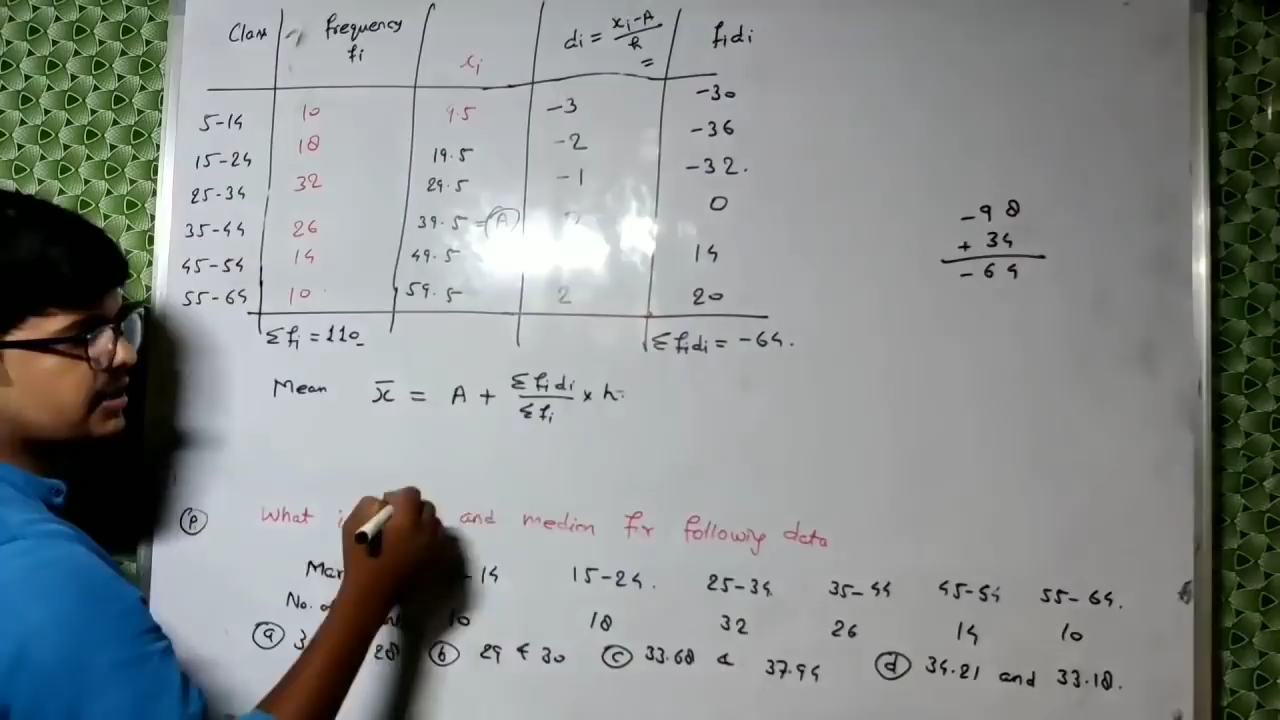 Class frequency fi xi di = xi-A/h fidi
5-14 10 9.5 -3 -30
15-24 18 19.5 -2 -36
25-34 32 29.5 -1 -32.
35-44 26 39.5 = A 0
45-54 14 49.5 14
55-64 10 59.5 2 20
Σfi = 110 Σfidi = -64.
-98
+ 34
-64
Mean x̄ = A + Σfidi/Σfi × h
(P) What and median for following data
14 15-24. 25-34 35-44 45-54 55-64.
No. 10 18 32 26 14 10
(a) 28 (b) 29 & 30 (c) 33.68 & 37.94 (d) 34.21 and 33.18.